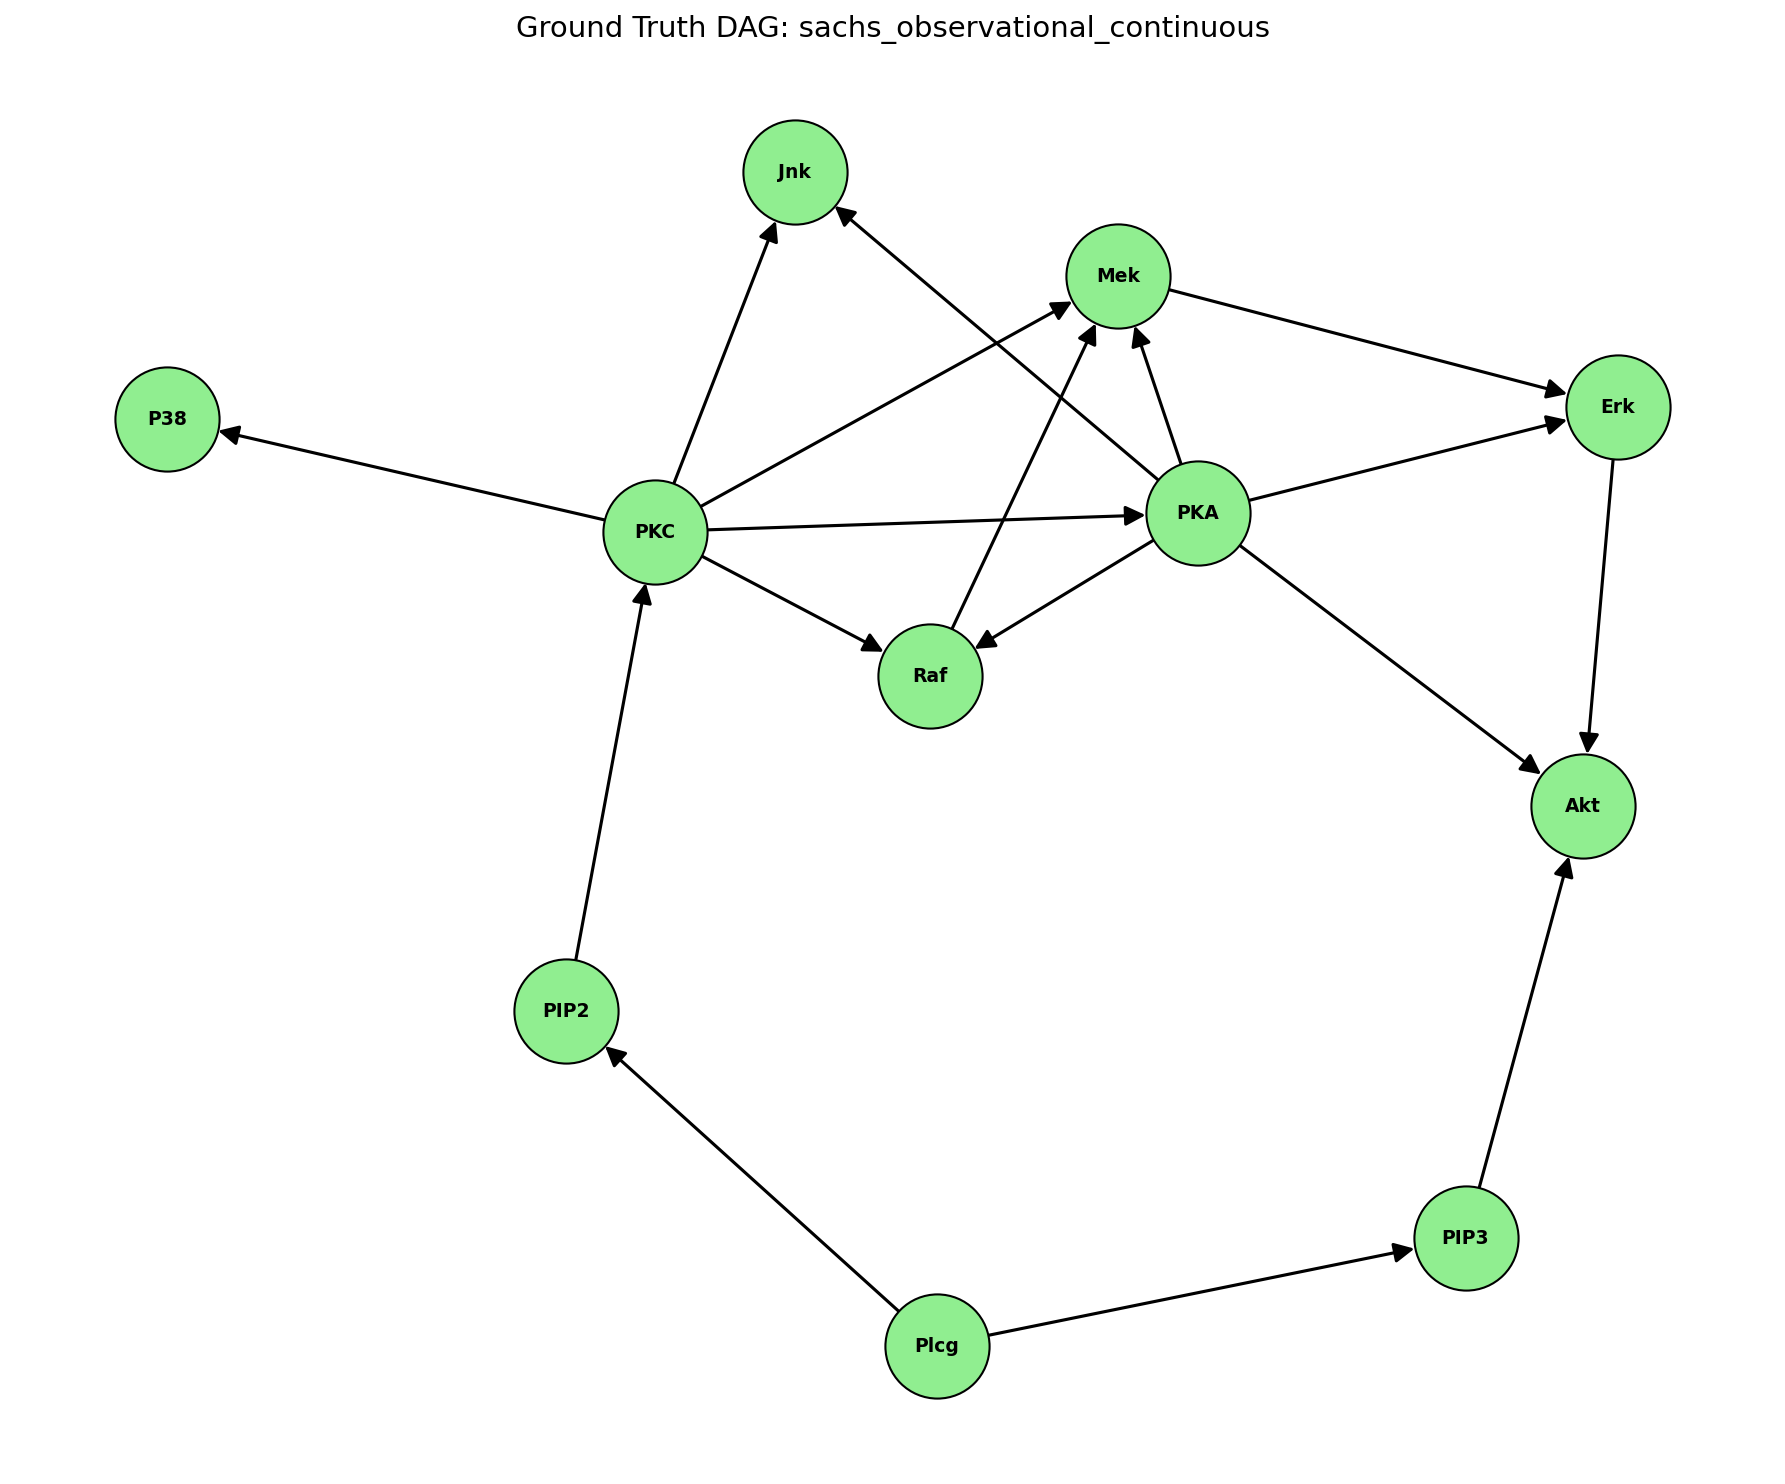 Ground Truth DAG: sachs_observational_continuous
Jnk
Mek
Erk
P38
PKA
PKC
Raf
Akt
PIP2
PIP3
Plcg